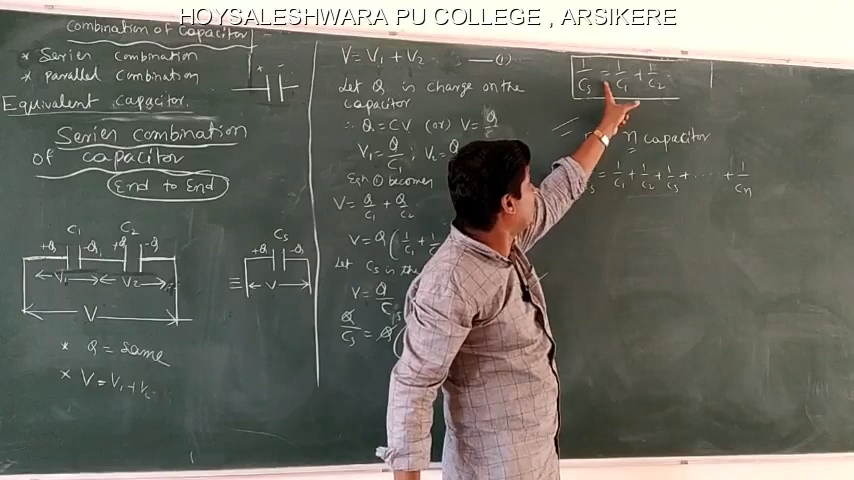 HOYSALESHWARA PU COLLEGE , ARSIKERE
Combination of Capacitor
* Series Combination
* Parallel Combination
Equivalent capacitor.
Series combination
of capacitor
End to End
C1 C2
+Q -Q +Q -Q
V1 V2
V
* Q = Same
* V = V1 + V2
C5
+Q -Q
≡ V
V = V1 + V2 ; —(1)
Let Q is charge on the
capacitor
∴ Q = CV (or) V = Q
V1 = Q/C1 ; V2 = Q
Eqn ① becomes
V = Q/C1 + Q/C2
V = Q ( 1/C1 + 1/C
Let Cs is the
V = Q/Cs
Q/Cs = Q (
1/Cs = 1/C1 + 1/C2
n capacitor
= 1/C1 + 1/C2 + 1/C3 + ..... + 1/Cn